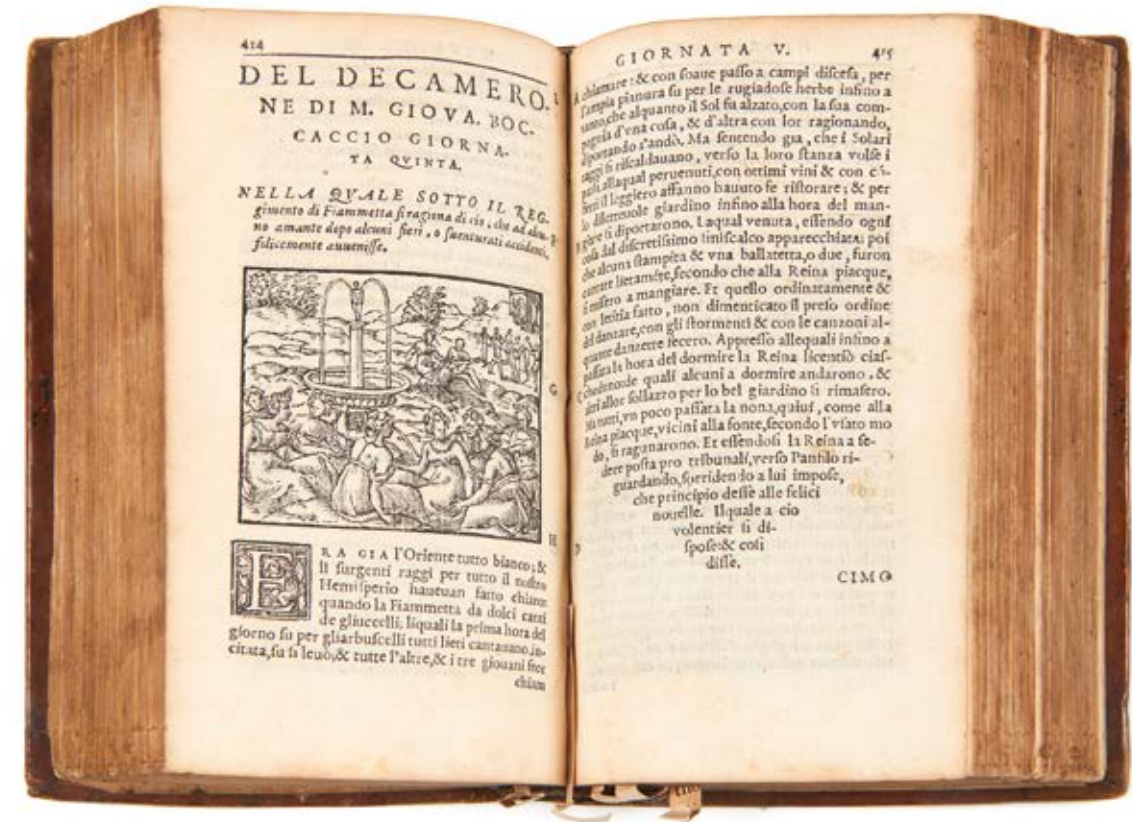 414
DEL DECAMERO-
NE DI M. GIOVA. BOC-
CACCIO GIORNA-
TA QVINTA.
NELLA QVALE SOTTO IL REG-
gimento di Fiammetta si ragiona di cio, che ad alcu-
no amante dopo alcuni fieri, o suenturati accidenti,
felicemente auuenisse.
G
H
ERA GIA l'Oriente tutto bianco; &
li surgenti raggi per tutto il nostro
Hemisperio haueuan fatto chiaro:
quando la Fiammetta da dolci canti
de gliuccelli; liquali la prima hora del
giorno su per gliarbuscelli tutti lieti cantauano, in-
citata, su si leuò; & tutte l'altre, & i tre giouani fece
chiam
GIORNATA V. 415
A chiamare: & con soaue passo a campi discesa, per
l'ampia pianura su per le rugiadose herbe infino a
tanto, che alquanto il Sol fu alzato, con la sua com-
pagnia d'vna cosa, & d'altra con lor ragionando,
diportando s'andò. Ma sentendo gia, che i Solari
raggi si riscaldauano, verso la loro stanza volse i
passi, allaqual peruenuti, con ottimi vini & con
il leggiero affanno hauuto fe ristorare; & per
lo diletteuole giardino infino alla hora del man-
giare si diportarono. Laqual venuta, essendo ogni
B cosa dal discretissimo siniscalco apparecchiata; poi
che alcuna stampita & vna ballatetta, o due, furon
cantate lietamẽte, secondo che alla Reina piacque,
si misero a mangiare. Et quello ordinatamente &
con letitia fatto, non dimenticato il preso ordine
del danzare, con gli stormenti & con le canzoni al-
quante danzette fecero. Appresso allequali infino a
passata la hora del dormire la Reina licentiò cias-
C chedunode quali alcuni a dormire andarono, &
altri allor sollazzo per lo bel giardino si rimasero.
Ma tutti, vn poco passata la nona, quiui, come alla
Reina piacque, vicini alla fonte, secondo l'vsato mo
do, si ragunarono. Et essendosi la Reina a se-
dere posta pro tribunali, verso Panfilo ri-
guardando, sorridendo a lui impose,
che principio desse alle felici
nouelle. Ilquale a cio
volentier si di-
D spose: & cosi
disse.
CIMO